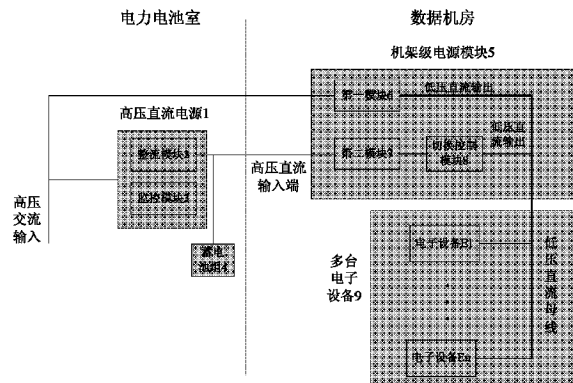 电力电池室
数据机房
机架级电源模块5
第一模块6
低压直流输出
高压直流电源1
整流模块2
监控模块3
高压
交流
输入
高压直流
输入端
第二模块7
切换控制
模块8
低压直
流输出
蓄电
池组4
多台
电子
设备9
电子设备E1
低压直流母线
电子设备En